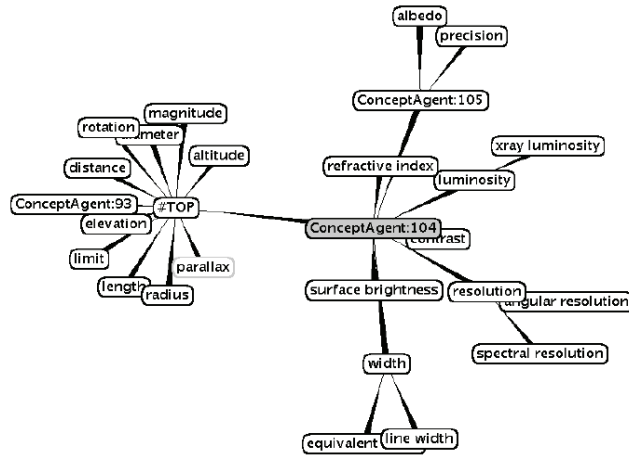 albedo
precision
ConceptAgent:105
magnitude
rotation
altitude
xray luminosity
distance
refractive index
luminosity
ConceptAgent:93
#TOP
elevation
ConceptAgent:104
contrast
limit
parallax
length
radius
surface brightness
resolution
angular resolution
spectral resolution
width
equivalent
line width